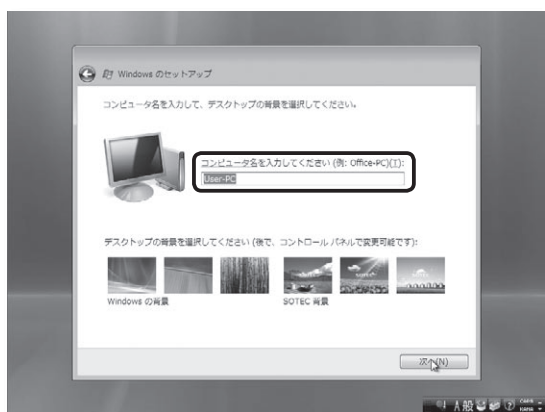 Windows のセットアップ
コンピュータ名を入力して、デスクトップの背景を選択してください。
コンピュータ名を入力してください (例: Office-PC)(T):
User-PC
デスクトップの背景を選択してください (後で、コントロール パネルで変更可能です):
Windows の背景
SOTEC 背景
次へ(N)
A 般
CAPS
KANA